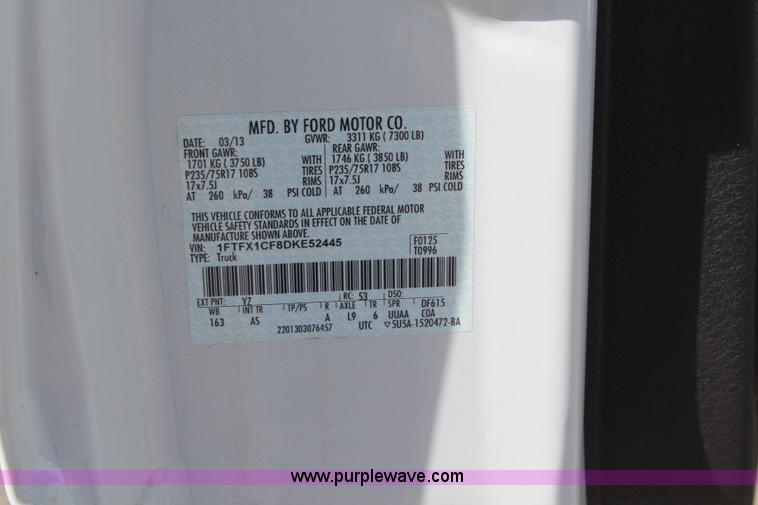 MFD. BY FORD MOTOR CO.
DATE: 03/13 GVWR: 3311 KG ( 7300 LB)
FRONT GAWR: REAR GAWR:
1701 KG ( 3750 LB) WITH 1746 KG ( 3850 LB) WITH
P235/75R17 108S TIRES P235/75R17 108S TIRES
17x7.5J RIMS 17x7.5J RIMS
AT 260 kPa/ 38 PSI COLD AT 260 kPa/ 38 PSI COLD
THIS VEHICLE CONFORMS TO ALL APPLICABLE FEDERAL MOTOR
VEHICLE SAFETY STANDARDS IN EFFECT ON THE DATE OF
MANUFACTURE SHOWN ABOVE.
VIN: 1FTFX1CF8DKE52445 F0125
TYPE: Truck T0996
EXT PNT: YZ RC: 53 DSO:
WB INT TR TP/PS R AXLE TR SPR DF615
163 AS A L9 6 UUAA COA
2201303076457 UTC ▽5U5A-1520472-BA
www.purplewave.com